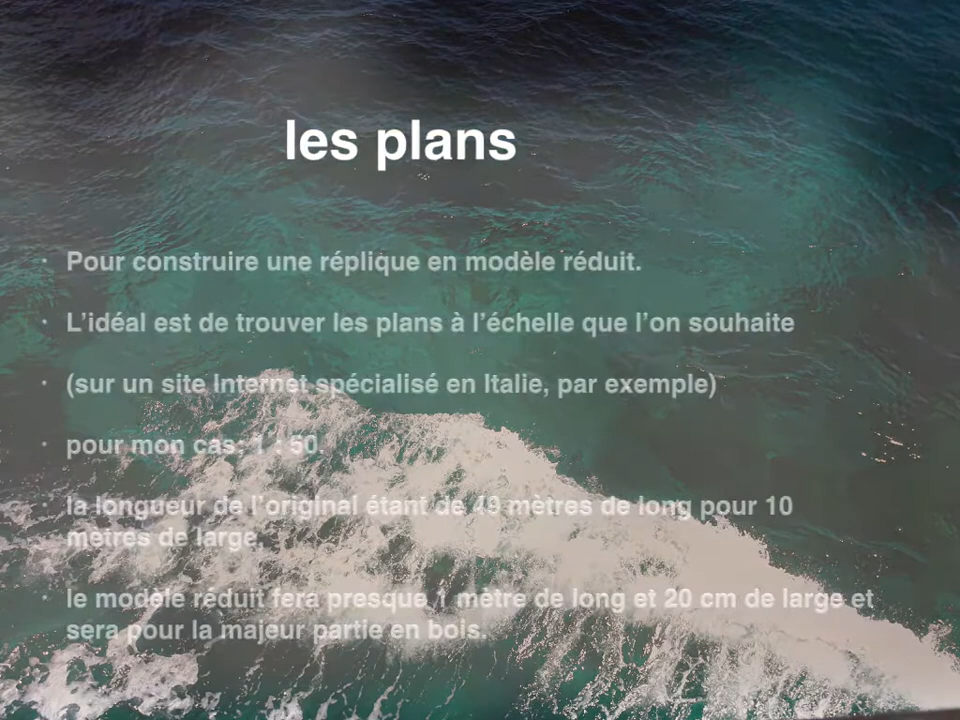 les plans
· Pour construire une réplique en modèle réduit.
· L’idéal est de trouver les plans à l’échelle que l’on souhaite
· (sur un site Internet spécialisé en Italie, par exemple)
· pour mon cas; 1 : 50.
· la longueur de l’original étant de 49 mètres de long pour 10
mètres de large,
· le modèle réduit fera presque 1 mètre de long et 20 cm de large et
sera pour la majeur partie en bois.